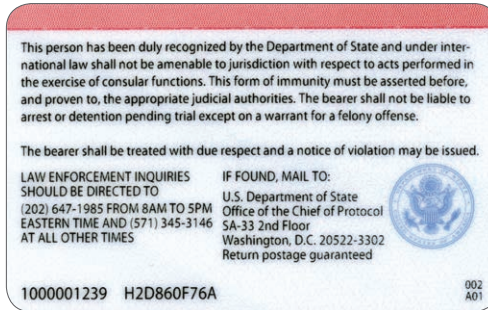 This person has been duly recognized by the Department of State and under inter-
national law shall not be amenable to jurisdiction with respect to acts performed in
the exercise of consular functions. This form of immunity must be asserted before,
and proven to, the appropriate judicial authorities. The bearer shall not be liable to
arrest or detention pending trial except on a warrant for a felony offense.
The bearer shall be treated with due respect and a notice of violation may be issued.
LAW ENFORCEMENT INQUIRIES
SHOULD BE DIRECTED TO
(202) 647-1985 FROM 8AM TO 5PM
EASTERN TIME AND (571) 345-3146
AT ALL OTHER TIMES
IF FOUND, MAIL TO:
U.S. Department of State
Office of the Chief of Protocol
SA-33 2nd Floor
Washington, D.C. 20522-3302
Return postage guaranteed
1000001239 H2D860F76A
002
A01